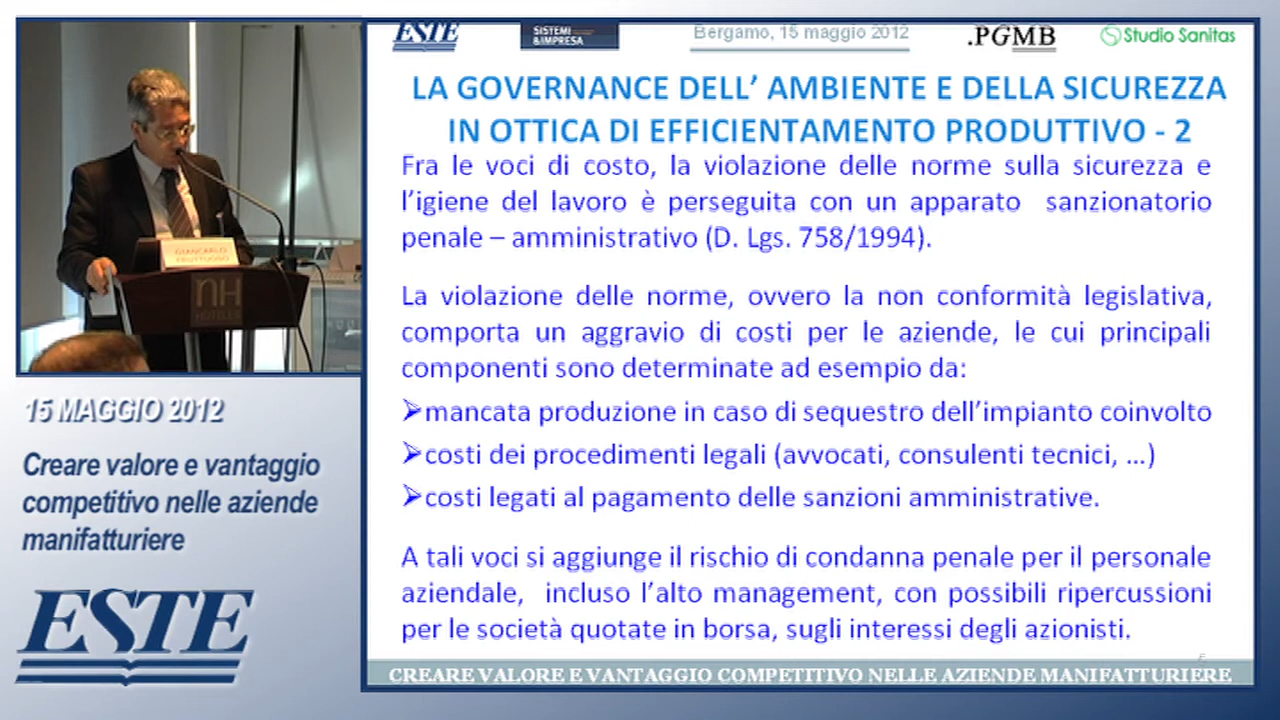 GIANCARLO
FRUTTUOSO
nH
HOTELES
15 MAGGIO 2012
Creare valore e vantaggio
competitivo nelle aziende
manifatturiere
ESTE
ESTE
SISTEMI
&IMPRESA
Bergamo, 15 maggio 2012
.PGMB
Studio Sanitas
LA GOVERNANCE DELL’ AMBIENTE E DELLA SICUREZZA
IN OTTICA DI EFFICIENTAMENTO PRODUTTIVO - 2
Fra le voci di costo, la violazione delle norme sulla sicurezza e
l’igiene del lavoro è perseguita con un apparato sanzionatorio
penale – amministrativo (D. Lgs. 758/1994).
La violazione delle norme, ovvero la non conformità legislativa,
comporta un aggravio di costi per le aziende, le cui principali
componenti sono determinate ad esempio da:
➢mancata produzione in caso di sequestro dell’impianto coinvolto
➢costi dei procedimenti legali (avvocati, consulenti tecnici, …)
➢costi legati al pagamento delle sanzioni amministrative.
A tali voci si aggiunge il rischio di condanna penale per il personale
aziendale, incluso l’alto management, con possibili ripercussioni
per le società quotate in borsa, sugli interessi degli azionisti.
CREARE VALORE E VANTAGGIO COMPETITIVO NELLE AZIENDE MANIFATTURIERE